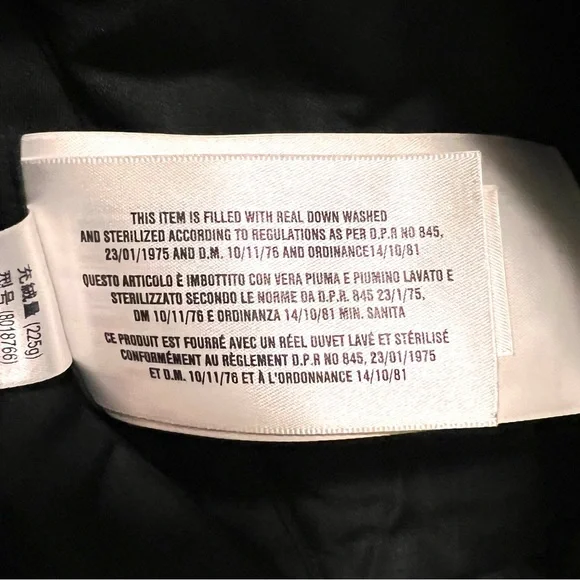 THIS ITEM IS FILLED WITH REAL DOWN WASHED
AND STERILIZED ACCORDING TO REGULATIONS AS PER D.P.R NO 845,
23/01/1975 AND D.M. 10/11/76 AND ORDINANCE14/10/81
QUESTO ARTICOLO È IMBOTTITO CON VERA PIUMA E PIUMINO LAVATO E
STERILIZZATO SECONDO LE NORME DA D.P.R. 845 23/1/75,
DM 10/11/76 E ORDINANZA 14/10/81 MIN. SANITA
CE PRODUIT EST FOURRÉ AVEC UN RÉEL DUVET LAVÉ ET STÉRILISÉ
CONFORMÉMENT AU RÈGLEMENT D.P.R NO 845, 23/01/1975
ET D.M. 10/11/76 ET À L'ORDONNANCE 14/10/81
充绒量 (225g)
型号 (8018766)